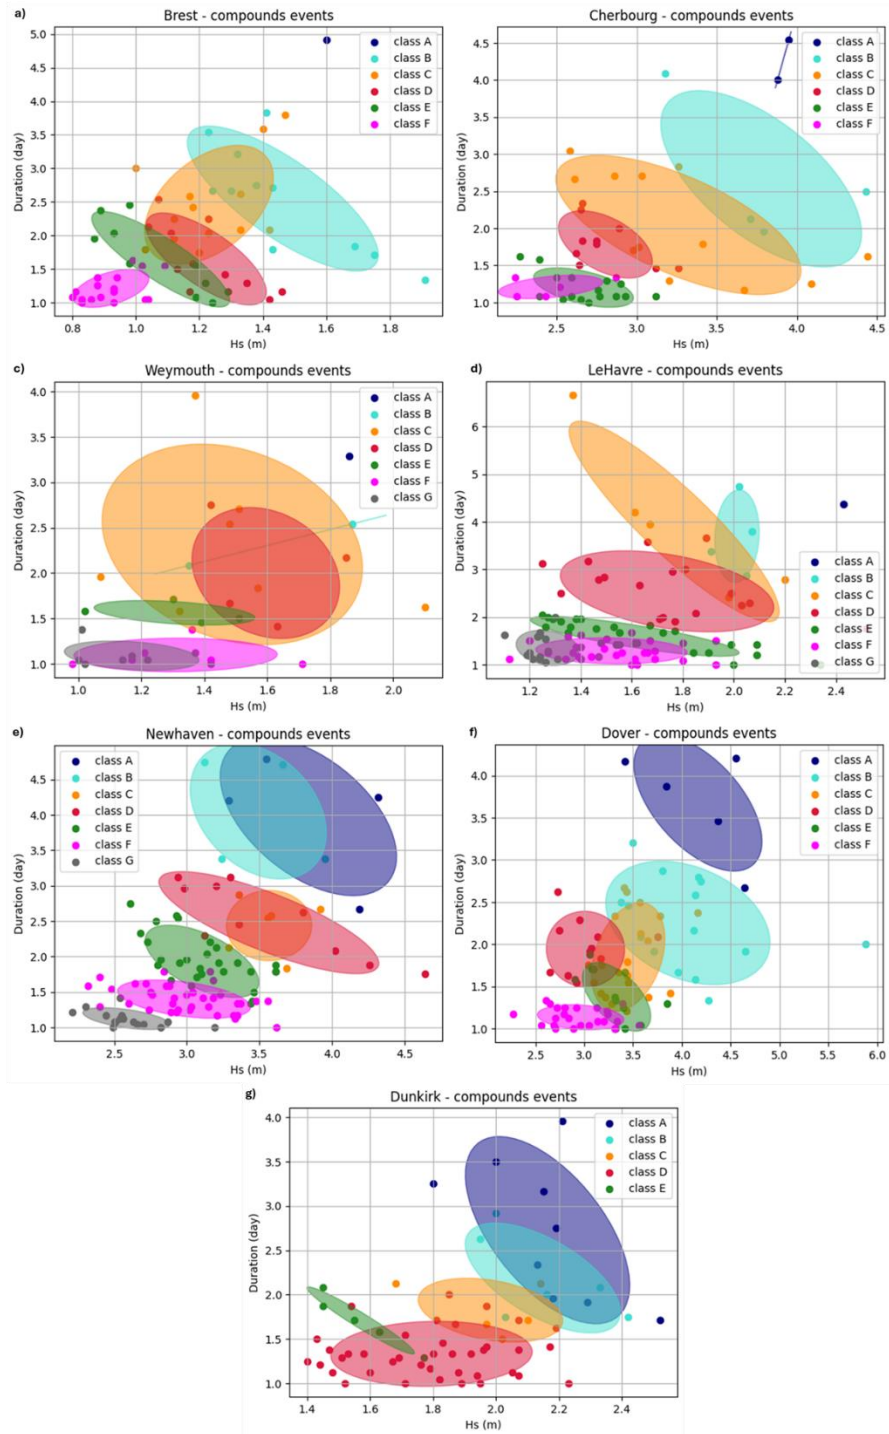 a)
Brest - compounds events
5.0
4.5
4.0
3.5
3.0
2.5
2.0
1.5
1.0
Duration (day)
0.8 1.0 1.2 1.4 1.6 1.8
Hs (m)
class A
class B
class C
class D
class E
class F
Cherbourg - compounds events
4.5
4.0
3.5
3.0
2.5
2.0
1.5
1.0
Duration (day)
2.5 3.0 3.5 4.0 4.5
Hs (m)
class A
class B
class C
class D
class E
class F
c)
Weymouth - compounds events
4.0
3.5
3.0
2.5
2.0
1.5
1.0
Duration (day)
1.0 1.2 1.4 1.6 1.8 2.0
Hs (m)
class A
class B
class C
class D
class E
class F
class G
d)
LeHavre - compounds events
6
5
4
3
2
1
Duration (day)
1.2 1.4 1.6 1.8 2.0 2.2 2.4
Hs (m)
class A
class B
class C
class D
class E
class F
class G
e)
Newhaven - compounds events
4.5
4.0
3.5
3.0
2.5
2.0
1.5
1.0
Duration (day)
2.5 3.0 3.5 4.0 4.5
Hs (m)
class A
class B
class C
class D
class E
class F
class G
f)
Dover - compounds events
4.0
3.5
3.0
2.5
2.0
1.5
1.0
Duration (day)
2.5 3.0 3.5 4.0 4.5 5.0 5.5 6.0
Hs (m)
class A
class B
class C
class D
class E
class F
g)
Dunkirk - compounds events
4.0
3.5
3.0
2.5
2.0
1.5
1.0
Duration (day)
1.4 1.6 1.8 2.0 2.2 2.4
Hs (m)
class A
class B
class C
class D
class E